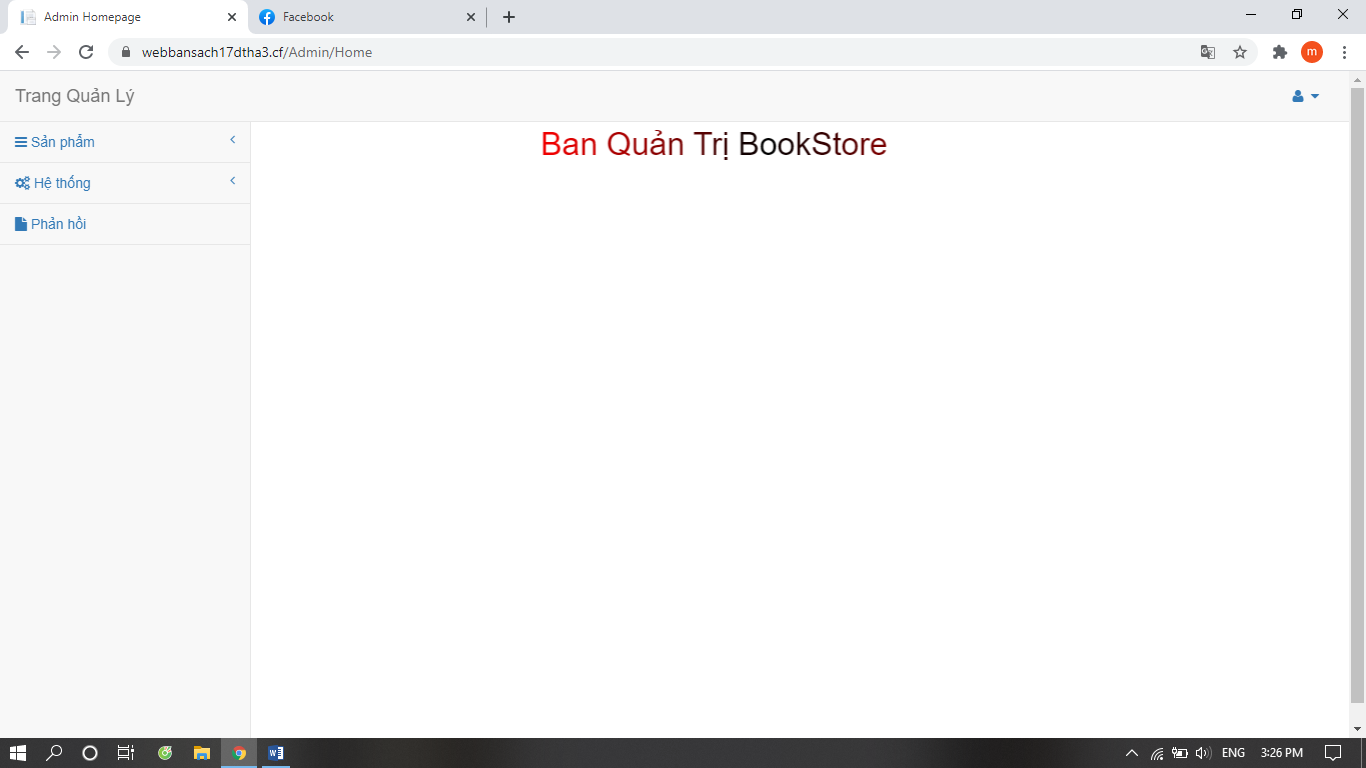 Admin Homepage
Facebook
webbansach17dtha3.cf/Admin/Home
m
Trang Quản Lý
Sản phẩm
Hệ thống
Phản hồi
Ban Quản Trị BookStore
ENG
3:26 PM